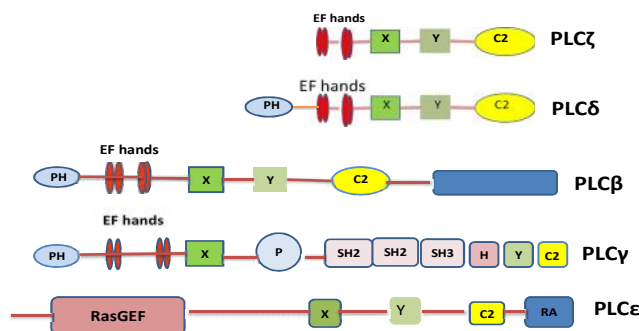 EF hands
X Y C2 PLCζ
EF hands
PH X Y C2 PLCδ
EF hands
PH X Y C2 PLCβ
EF hands
PH X P SH2 SH2 SH3 H Y C2 PLCγ
RasGEF X Y C2 RA PLCε